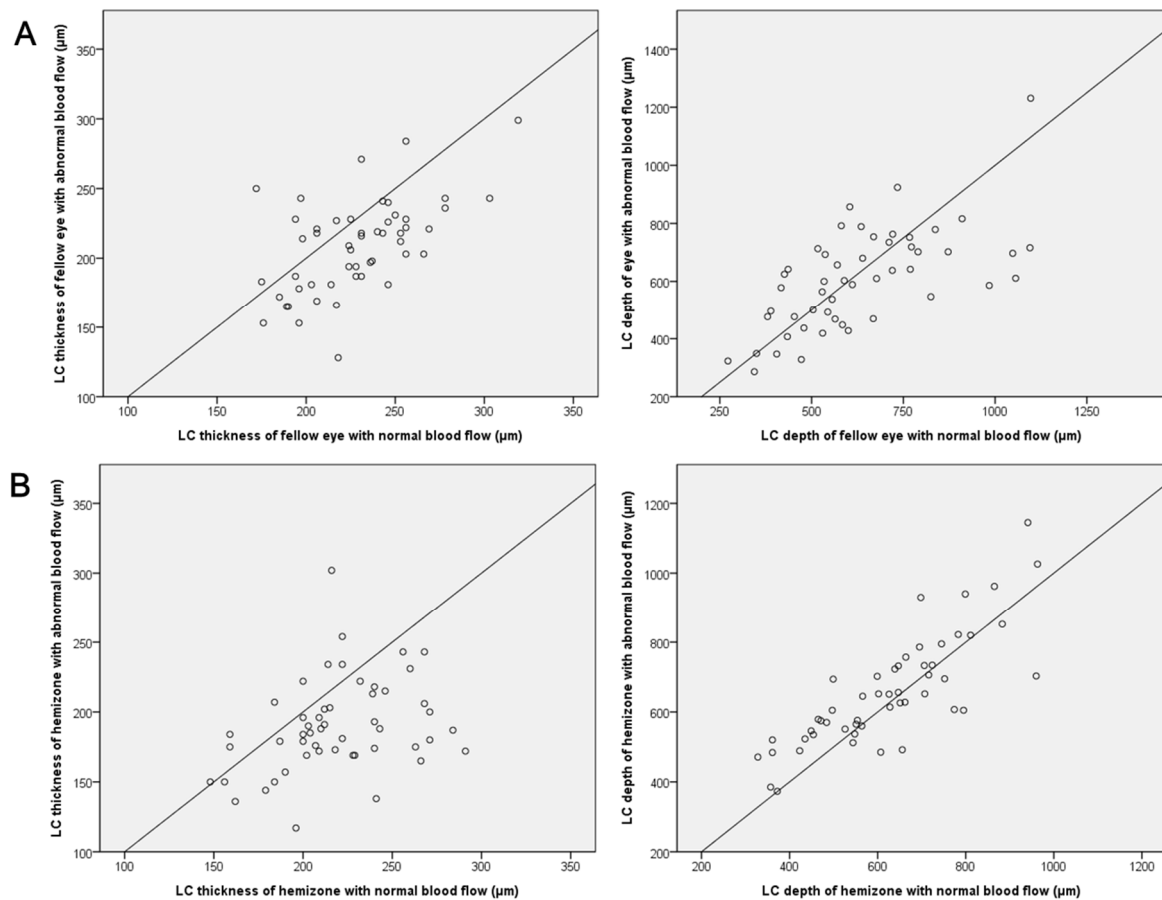 A
LC thickness of fellow eye with abnormal blood flow (µm)
350
300
250
200
150
100
100 150 200 250 300 350
LC thickness of fellow eye with normal blood flow (µm)
LC depth of eye with abnormal blood flow (µm)
1400
1200
1000
800
600
400
200
250 500 750 1000 1250
LC depth of fellow eye with normal blood flow (µm)
B
LC thickness of hemizone with abnormal blood flow (µm)
350
300
250
200
150
100
100 150 200 250 300 350
LC thickness of hemizone with normal blood flow (µm)
LC depth of hemizone with abnormal blood flow (µm)
1200
1000
800
600
400
200
200 400 600 800 1000 1200
LC depth of hemizone with normal blood flow (µm)